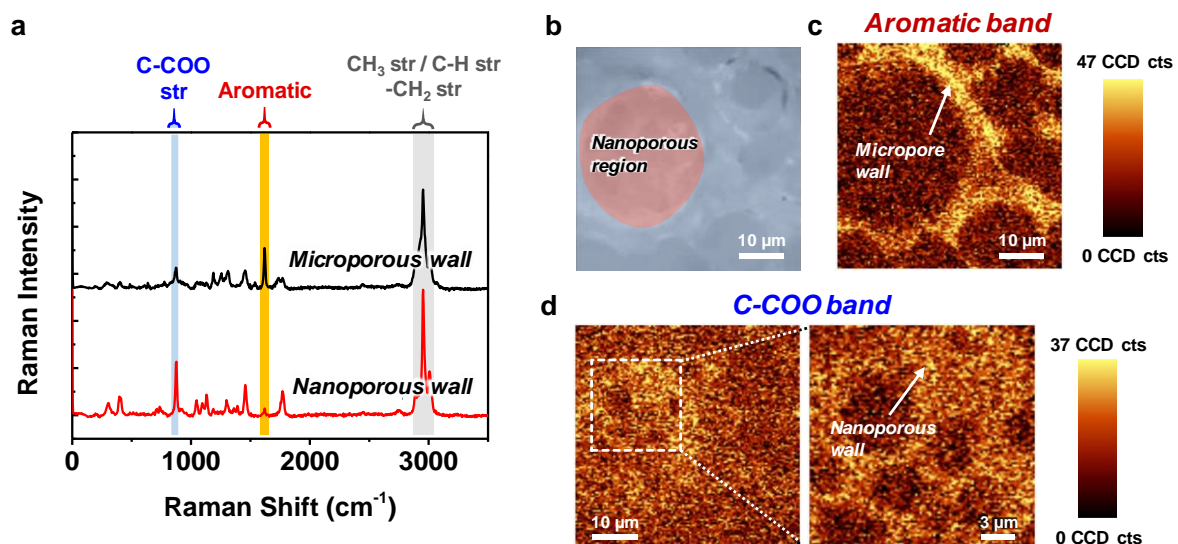 a
C-COO
str
Aromatic
CH₃ str / C-H str
-CH₂ str
Raman Intensity
Microporous wall
Nanoporous wall
0
1000
2000
3000
Raman Shift (cm⁻¹)
b
Nanoporous
region
10 µm
c
Aromatic band
Micropore
wall
10 µm
47 CCD cts
0 CCD cts
d
C-COO band
10 µm
Nanoporous
wall
3 µm
37 CCD cts
0 CCD cts